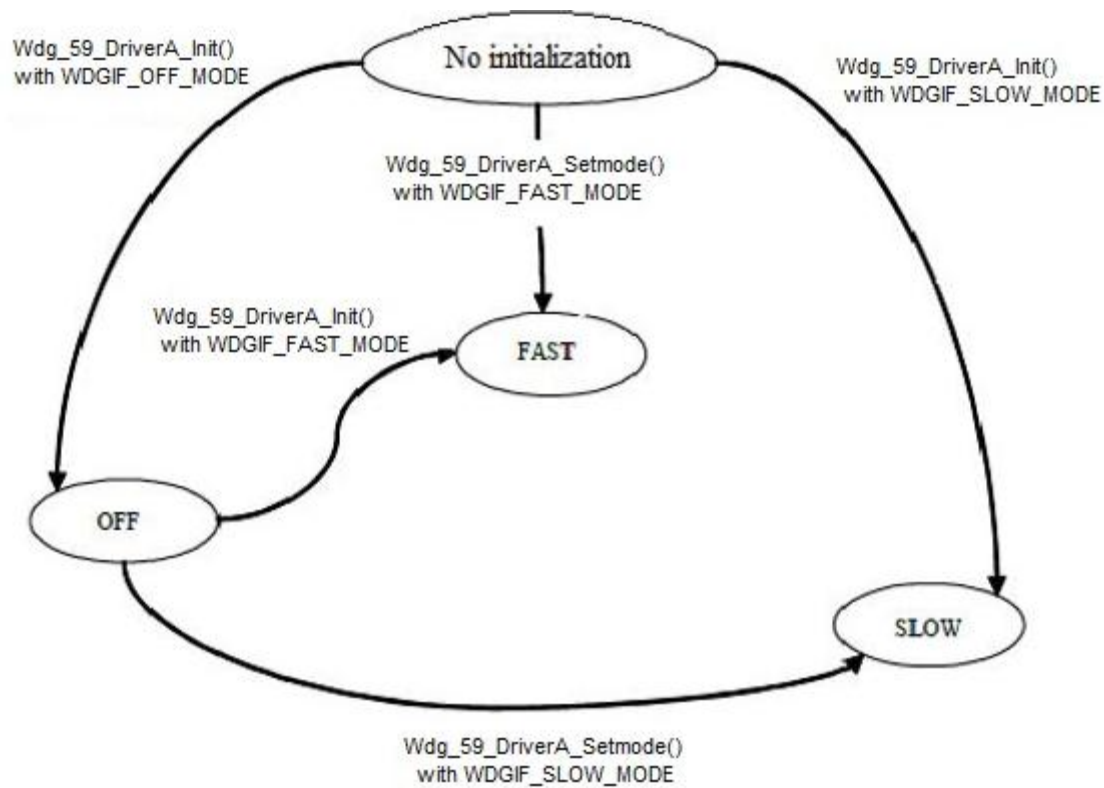 No initialization
Wdg_59_DriverA_Init()
with WDGIF_OFF_MODE
Wdg_59_DriverA_Init()
with WDGIF_SLOW_MODE
Wdg_59_DriverA_Setmode()
with WDGIF_FAST_MODE
Wdg_59_DriverA_Init()
with WDGIF_FAST_MODE
FAST
OFF
SLOW
Wdg_59_DriverA_Setmode()
with WDGIF_SLOW_MODE